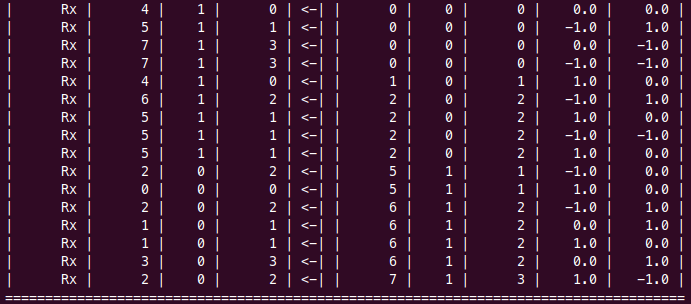 | Rx | 4 | 1 | 0 | <-| | 0 | 0 | 0 | 0.0 | 0.0 |
| Rx | 5 | 1 | 1 | <-| | 0 | 0 | 0 | -1.0 | 1.0 |
| Rx | 7 | 1 | 3 | <-| | 0 | 0 | 0 | 0.0 | -1.0 |
| Rx | 7 | 1 | 3 | <-| | 0 | 0 | 0 | -1.0 | -1.0 |
| Rx | 4 | 1 | 0 | <-| | 1 | 0 | 1 | 1.0 | 0.0 |
| Rx | 6 | 1 | 2 | <-| | 2 | 0 | 2 | -1.0 | 1.0 |
| Rx | 5 | 1 | 1 | <-| | 2 | 0 | 2 | 1.0 | 0.0 |
| Rx | 5 | 1 | 1 | <-| | 2 | 0 | 2 | -1.0 | -1.0 |
| Rx | 5 | 1 | 1 | <-| | 2 | 0 | 2 | 1.0 | 0.0 |
| Rx | 2 | 0 | 2 | <-| | 5 | 1 | 1 | -1.0 | 0.0 |
| Rx | 0 | 0 | 0 | <-| | 5 | 1 | 1 | 1.0 | 0.0 |
| Rx | 2 | 0 | 2 | <-| | 6 | 1 | 2 | -1.0 | 1.0 |
| Rx | 1 | 0 | 1 | <-| | 6 | 1 | 2 | 0.0 | 1.0 |
| Rx | 1 | 0 | 1 | <-| | 6 | 1 | 2 | 1.0 | 0.0 |
| Rx | 3 | 0 | 3 | <-| | 6 | 1 | 2 | 0.0 | 1.0 |
| Rx | 2 | 0 | 2 | <-| | 7 | 1 | 3 | 1.0 | -1.0 |
=====================================================================================